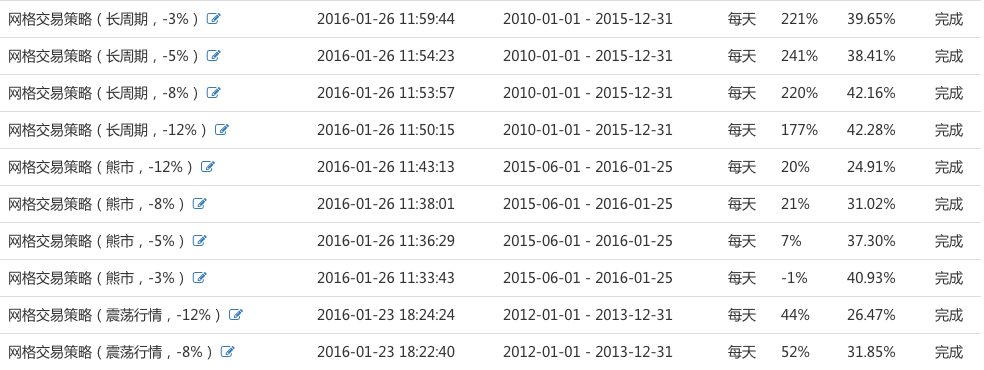 网格交易策略（长周期，-3%） 2016-01-26 11:59:44 2010-01-01 - 2015-12-31 每天 221% 39.65% 完成
网格交易策略（长周期，-5%） 2016-01-26 11:54:23 2010-01-01 - 2015-12-31 每天 241% 38.41% 完成
网格交易策略（长周期，-8%） 2016-01-26 11:53:57 2010-01-01 - 2015-12-31 每天 220% 42.16% 完成
网格交易策略（长周期，-12%） 2016-01-26 11:50:15 2010-01-01 - 2015-12-31 每天 177% 42.28% 完成
网格交易策略（熊市，-12%） 2016-01-26 11:43:13 2015-06-01 - 2016-01-25 每天 20% 24.91% 完成
网格交易策略（熊市，-8%） 2016-01-26 11:38:01 2015-06-01 - 2016-01-25 每天 21% 31.02% 完成
网格交易策略（熊市，-5%） 2016-01-26 11:36:29 2015-06-01 - 2016-01-25 每天 7% 37.30% 完成
网格交易策略（熊市，-3%） 2016-01-26 11:33:43 2015-06-01 - 2016-01-25 每天 -1% 40.93% 完成
网格交易策略（震荡行情，-12%） 2016-01-23 18:24:24 2012-01-01 - 2013-12-31 每天 44% 26.47% 完成
网格交易策略（震荡行情，-8%） 2016-01-23 18:22:40 2012-01-01 - 2013-12-31 每天 52% 31.85% 完成